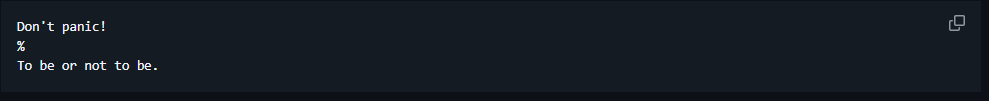 Don't panic!
%
To be or not to be.